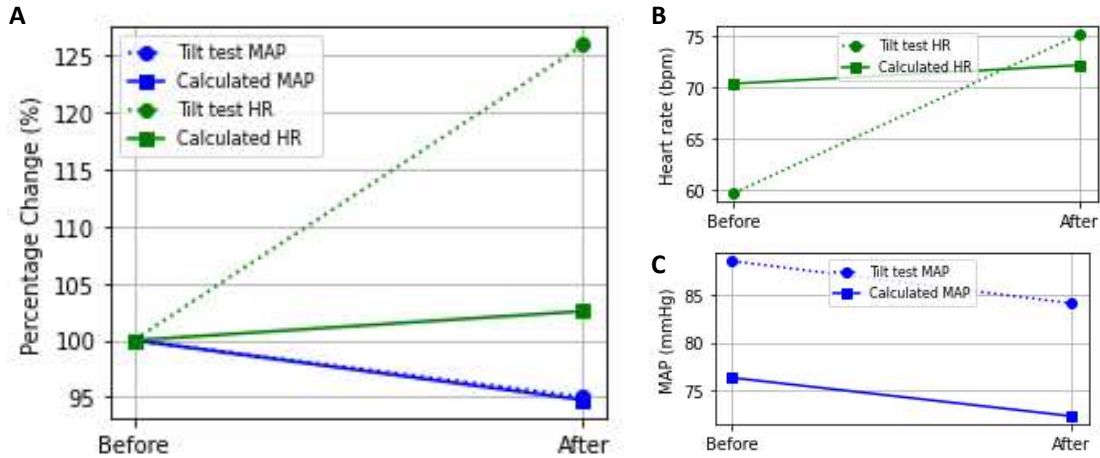 A
125
120
115
110
105
100
95
Percentage Change (%)
Tilt test MAP
Calculated MAP
Tilt test HR
Calculated HR
Before
After
B
75
70
65
60
Heart rate (bpm)
Tilt test HR
Calculated HR
Before
After
C
85
80
75
MAP (mmHg)
Tilt test MAP
Calculated MAP
Before
After